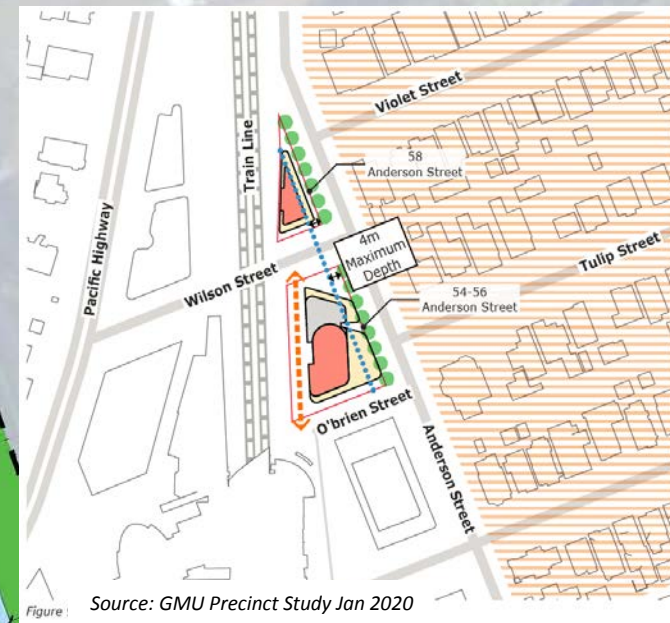 Violet Street
Train Line
58
Anderson Street
Pacific Highway
4m
Maximum
Depth
Tulip Street
Wilson Street
54-56
Anderson Street
O'brien Street
Anderson Street
Source: GMU Precinct Study Jan 2020
Figure